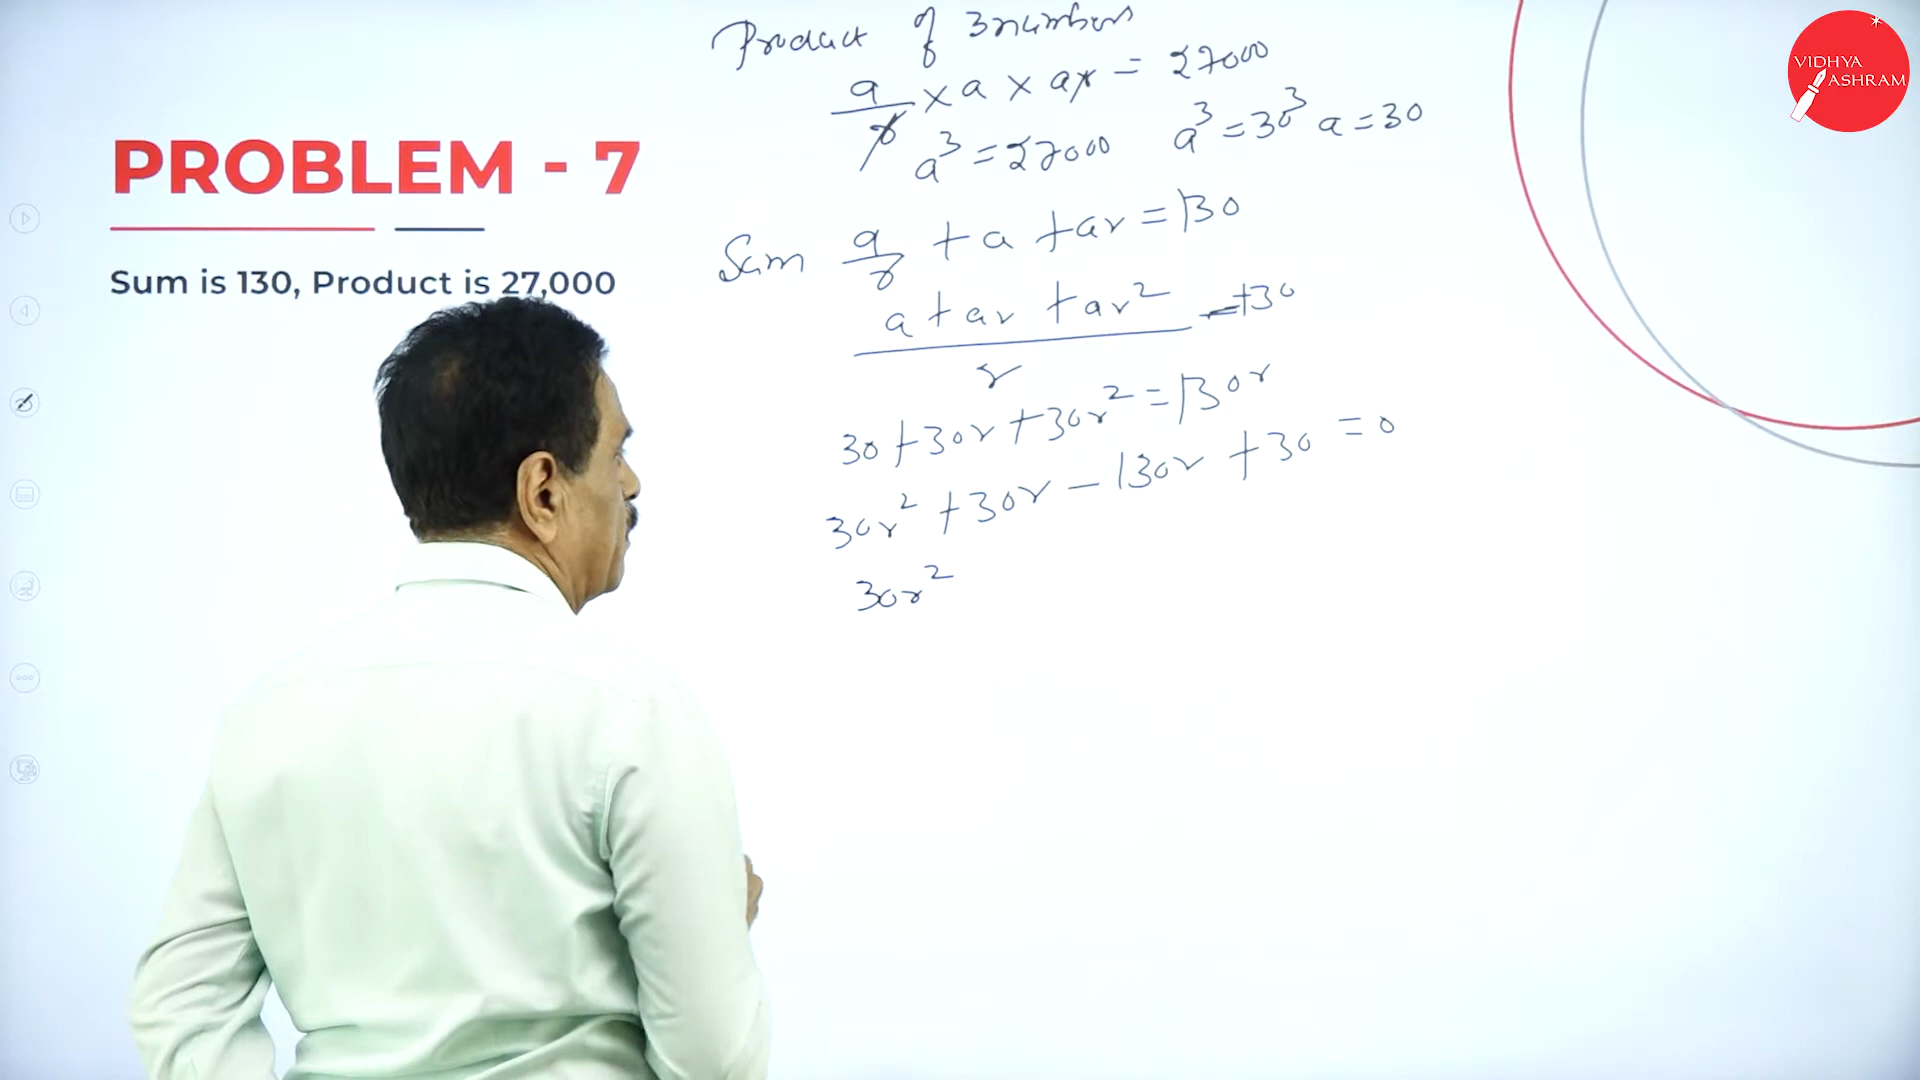 VIDHYA
ASHRAM
PROBLEM - 7
Sum is 130, Product is 27,000
Product of 3 numbers
a/r × a × ar = 27000
a³ = 27000 a³ = 30³ a = 30
Sum a/r + a + ar = 130
a + ar + ar² = 130
r
30 + 30r + 30r² = 130r
30r² + 30r - 130r + 30 = 0
30r²